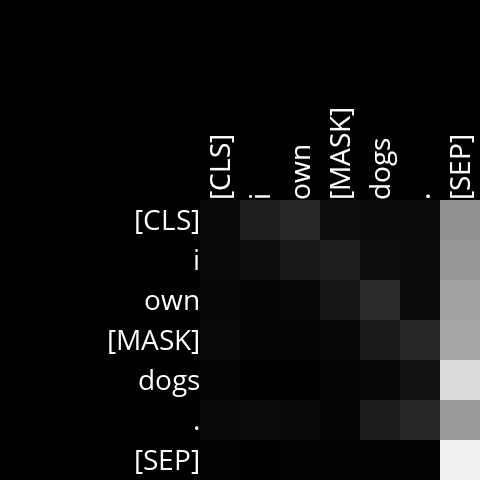 [CLS]
i
own
[MASK]
dogs
.
[SEP]
[CLS]
i
own
[MASK]
dogs
.
[SEP]